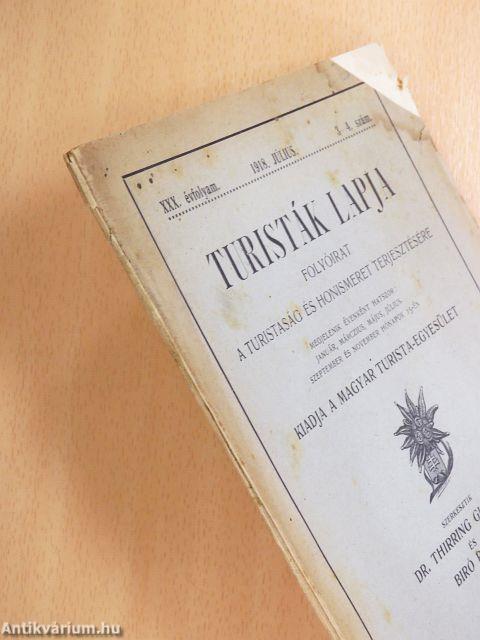 XXX. évfolyam. 1918. JÚLIUS. 3. 4. szám.
TURISTÁK LAPJA
FOLYÓIRAT
A TURISTASÁG ÉS HONISMERET TERJESZTÉSÉRE
MEGJELENIK ÉVENKÉNT HATSZOR:
JANUÁR, MÁRCZIUS, MÁJUS, JÚLIUS,
SZEPTEMBER ÉS NOVEMBER HÓNAPOK 15-ÉN
KIADJA A MAGYAR TURISTA-EGYESÜLET
SZERKESZTIK
DR. THIRRING
ÉS
BIRÓ
Antikvárium.hu